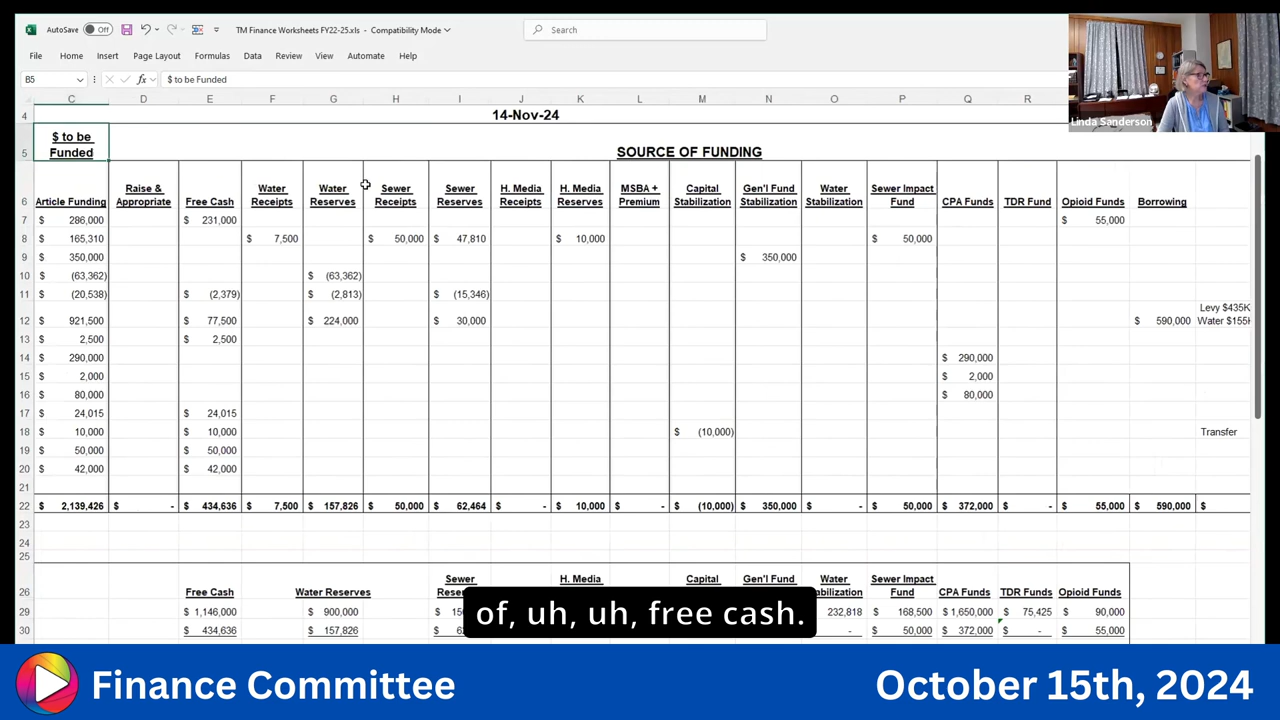 AutoSave Off TM Finance Worksheets FY22-25.xls - Compatibility Mode Search
File Home Insert Page Layout Formulas Data Review View Automate Help
B5 fx $ to be Funded
C D E F G H I J K L M N O P Q R
Linda Sanderson
4 14-Nov-24
5 $ to be Funded SOURCE OF FUNDING
6 Article Funding Raise & Appropriate Free Cash Water Receipts Water Reserves Sewer Receipts Sewer Reserves H. Media Receipts H. Media Reserves MSBA + Premium Capital Stabilization Gen'l Fund Stabilization Water Stabilization Sewer Impact Fund CPA Funds TDR Fund Opioid Funds Borrowing
7 $ 286,000 $ 231,000 $ 55,000
8 $ 165,310 $ 7,500 $ 50,000 $ 47,810 $ 10,000 $ 50,000
9 $ 350,000 $ 350,000
10 $ (63,362) $ (63,362)
11 $ (20,538) $ (2,379) $ (2,813) $ (15,346)
Levy $435K
12 $ 921,500 $ 77,500 $ 224,000 $ 30,000 $ 590,000 Water $155
13 $ 2,500 $ 2,500
14 $ 290,000 $ 290,000
15 $ 2,000 $ 2,000
16 $ 80,000 $ 80,000
17 $ 24,015 $ 24,015
18 $ 10,000 $ 10,000 $ (10,000) Transfer
19 $ 50,000 $ 50,000
20 $ 42,000 $ 42,000
21
22 $ 2,139,426 $ - $ 434,636 $ 7,500 $ 157,826 $ 50,000 $ 62,464 $ - $ 10,000 $ - $ (10,000) $ 350,000 $ - $ 50,000 $ 372,000 $ - $ 55,000 $ 590,000 $
23
24
25
26 Free Cash Water Reserves Sewer H. Media Capital Gen'l Fund Water Sewer Impact Fund CPA Funds TDR Funds Opioid Funds
29 $ 1,146,000 $ 900,000 232,818 $ 168,500 $ 1,650,000 $ 75,425 $ 90,000
30 $ 434,636 $ 157,826 - $ 50,000 $ 372,000 $ - $ 55,000
of, uh, uh, free cash.
Finance Committee October 15th, 2024